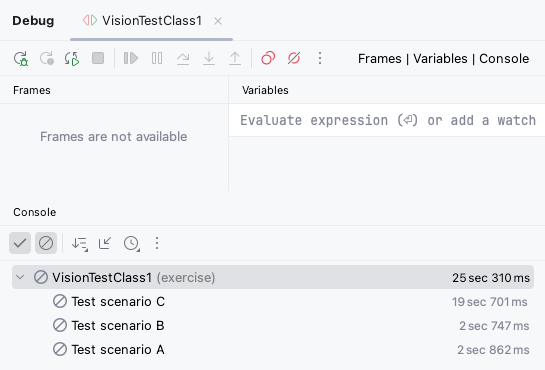 Debug VisionTestClass1
Frames | Variables | Console
Frames Variables
Frames are not available
Evaluate expression (⏎) or add a watch
Console
VisionTestClass1 (exercise) 25 sec 310 ms
Test scenario C 19 sec 701 ms
Test scenario B 2 sec 747 ms
Test scenario A 2 sec 862 ms